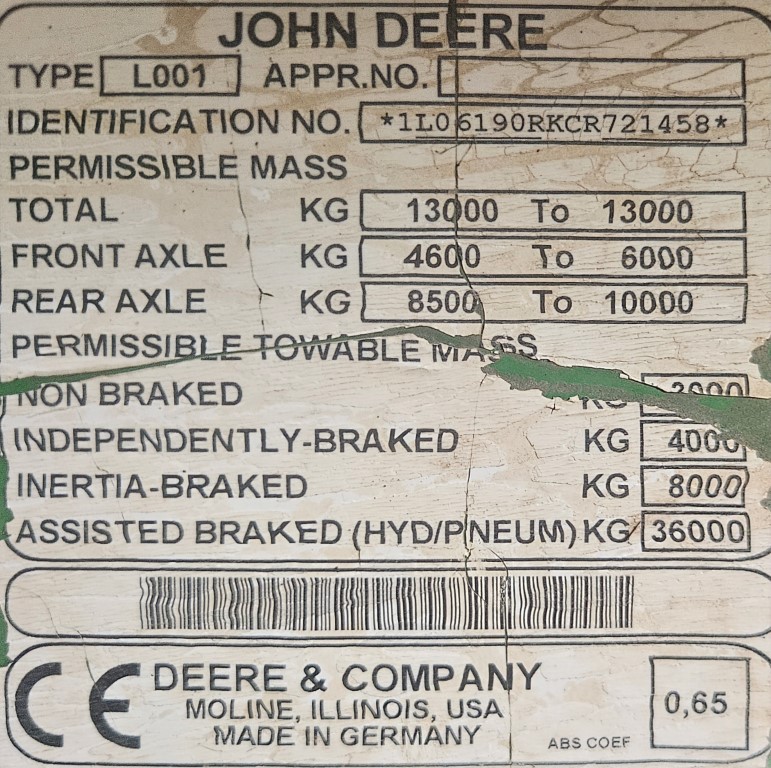 JOHN DEERE
TYPE L001 APPR.NO.
IDENTIFICATION NO. *1L06190RKCR721458*
PERMISSIBLE MASS
TOTAL KG 13000 To 13000
FRONT AXLE KG 4600 To 6000
REAR AXLE KG 8500 To 10000
PERMISSIBLE TOWABLE MASS
NON BRAKED KG 3000
INDEPENDENTLY-BRAKED KG 4000
INERTIA-BRAKED KG 8000
ASSISTED BRAKED (HYD/PNEUM) KG 36000
CE DEERE & COMPANY
MOLINE, ILLINOIS, USA
MADE IN GERMANY
ABS COEF 0,65